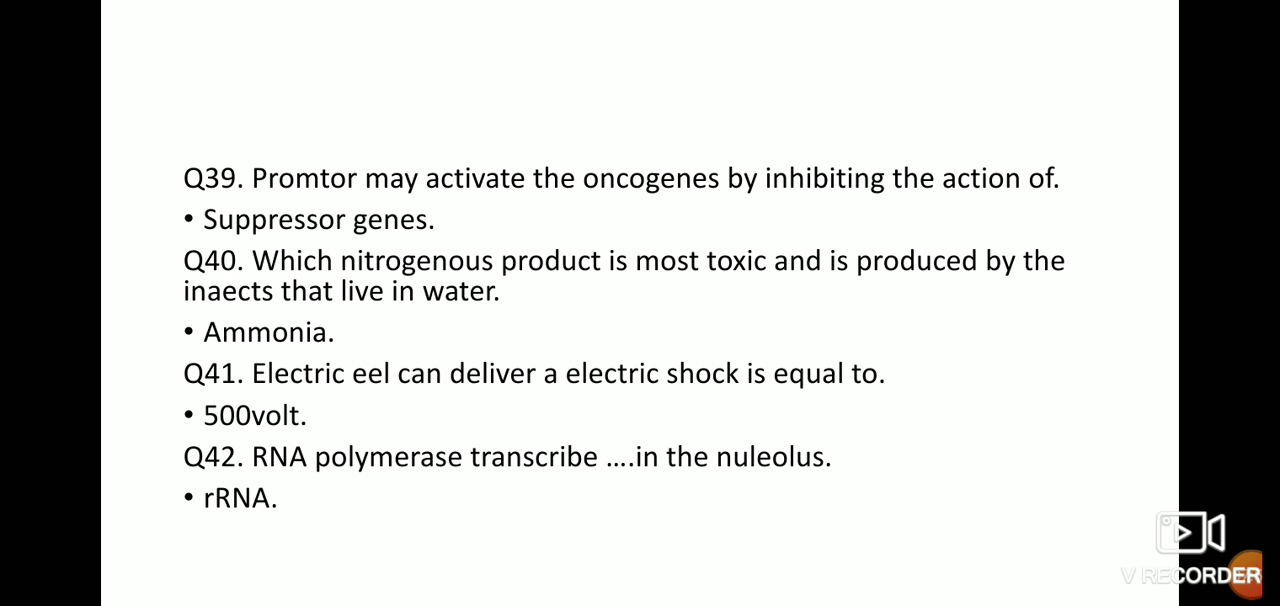 Q39. Promtor may activate the oncogenes by inhibiting the action of.
• Suppressor genes.
Q40. Which nitrogenous product is most toxic and is produced by the
inaects that live in water.
• Ammonia.
Q41. Electric eel can deliver a electric shock is equal to.
• 500volt.
Q42. RNA polymerase transcribe ....in the nuleolus.
• rRNA.
V RECORDER